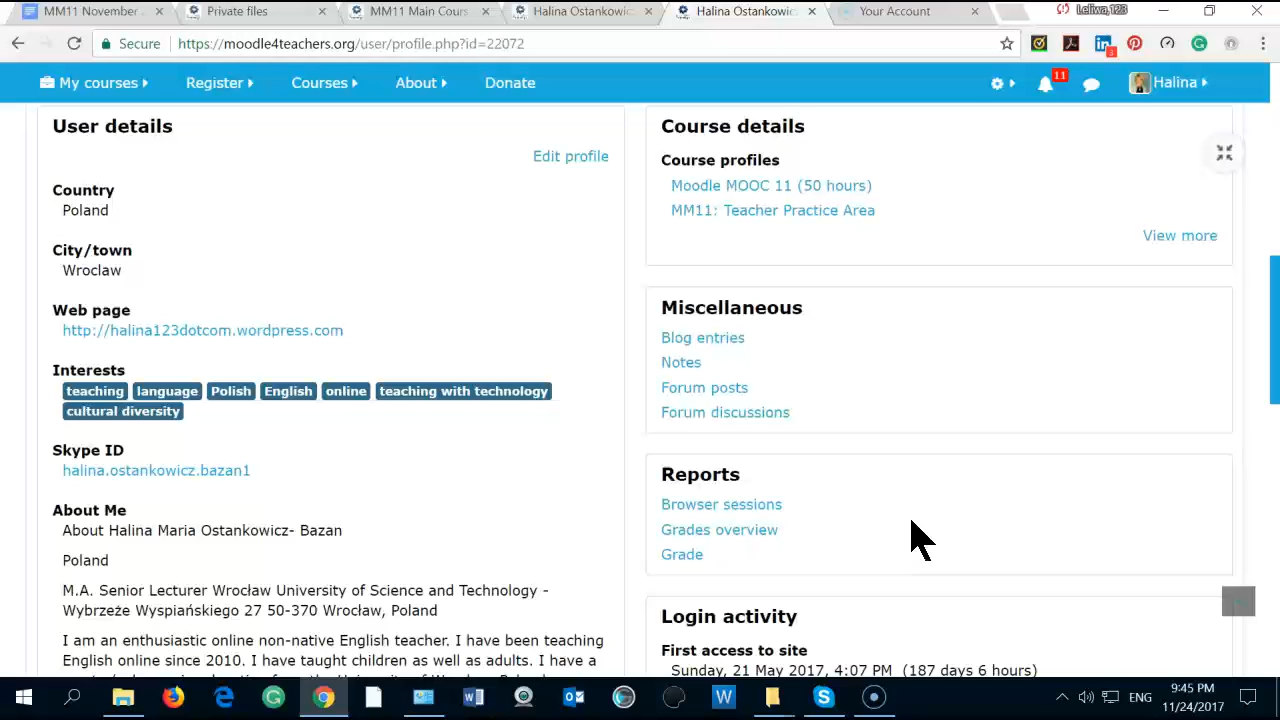 MM11 November
Private files
MM11 Main Cours
Halina Ostankowic
Halina Ostankowic
Your Account
Leliwa,123
Secure
https://moodle4teachers.org/user/profile.php?id=22072
3
My courses
Register
Courses
About
Donate
11
Halina
User details
Edit profile
Country
Poland
City/town
Wroclaw
Web page
http://halina123dotcom.wordpress.com
Interests
teaching language Polish English online teaching with technology
cultural diversity
Skype ID
halina.ostankowicz.bazan1
About Me
About Halina Maria Ostankowicz- Bazan
Poland
M.A. Senior Lecturer Wrocław University of Science and Technology -
Wybrzeże Wyspiańskiego 27 50-370 Wrocław, Poland
I am an enthusiastic online non-native English teacher. I have been teaching
English online since 2010. I have taught children as well as adults. I have a
Course details
Course profiles
Moodle MOOC 11 (50 hours)
MM11: Teacher Practice Area
View more
Miscellaneous
Blog entries
Notes
Forum posts
Forum discussions
Reports
Browser sessions
Grades overview
Grade
Login activity
First access to site
Sunday, 21 May 2017, 4:07 PM (187 days 6 hours)
ENG
9:45 PM
11/24/2017